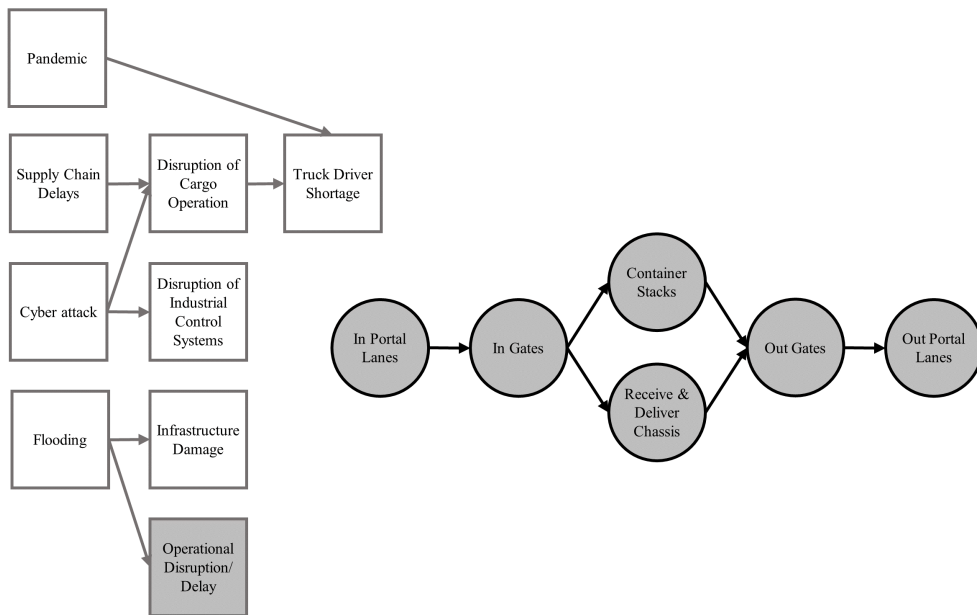 Pandemic
Supply Chain
Delays
Disruption of
Cargo
Operation
Truck Driver
Shortage
Cyber attack
Disruption of
Industrial
Control
Systems
Flooding
Infrastructure
Damage
Operational
Disruption/
Delay
In Portal
Lanes
In Gates
Container
Stacks
Receive &
Deliver
Chassis
Out Gates
Out Portal
Lanes